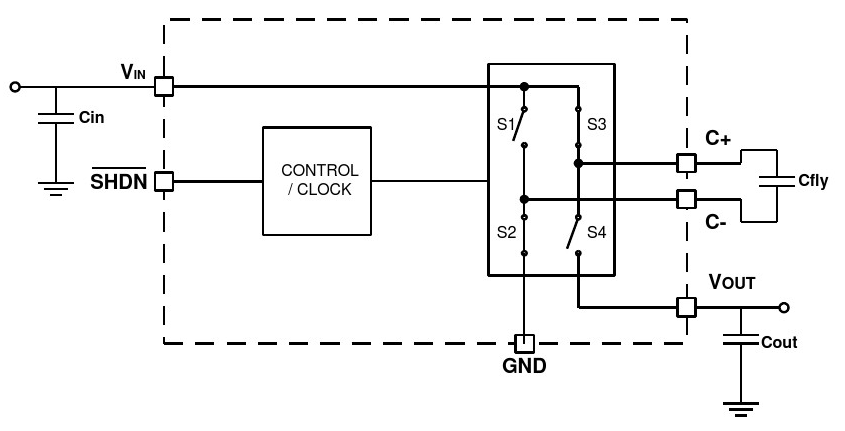 VIN
Cin
SHDN
CONTROL
/ CLOCK
S1
S3
S2
S4
C+
Cfly
C-
VOUT
Cout
GND